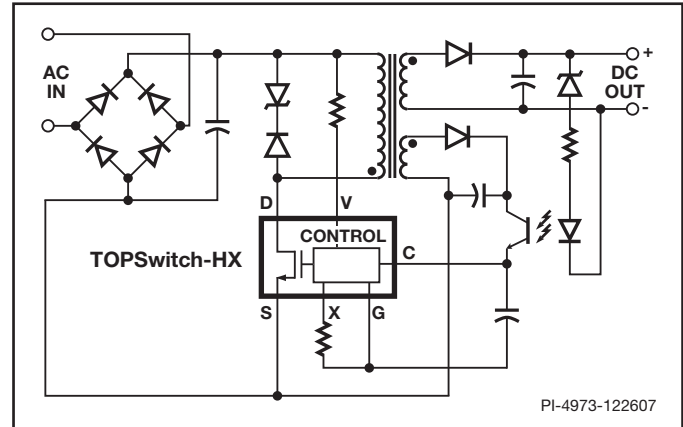 AC
IN
+
DC
OUT
-
D
V
CONTROL
C
TOPSwitch-HX
S
X
G
PI-4973-122607